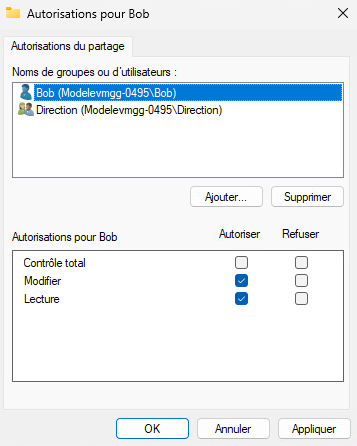 Autorisations pour Bob
Autorisations du partage
Noms de groupes ou d'utilisateurs :
Bob (Modelevmgg-0495\Bob)
Direction (Modelevmgg-0495\Direction)
Ajouter... Supprimer
Autorisations pour Bob Autoriser Refuser
Contrôle total
Modifier
Lecture
OK Annuler Appliquer